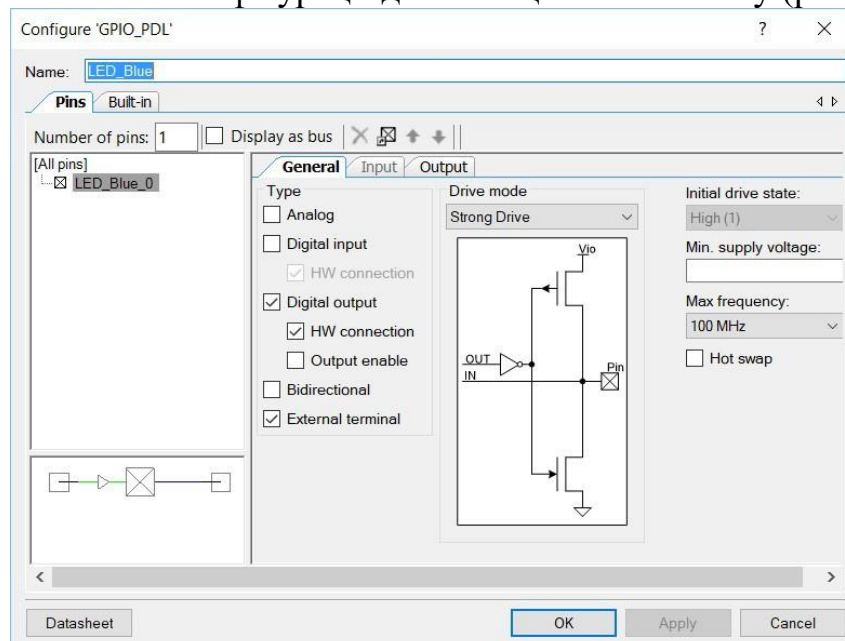 Configure 'GPIO_PDL'
?
Name: LED_Blue
Pins Built-in
Number of pins: 1 Display as bus
[All pins]
LED_Blue_0
General Input Output
Type
Analog
Digital input
HW connection
Digital output
HW connection
Output enable
Bidirectional
External terminal
Drive mode
Strong Drive
Vio
OUT
IN
Pin
Initial drive state:
High (1)
Min. supply voltage:
Max frequency:
100 MHz
Hot swap
Datasheet OK Apply Cancel